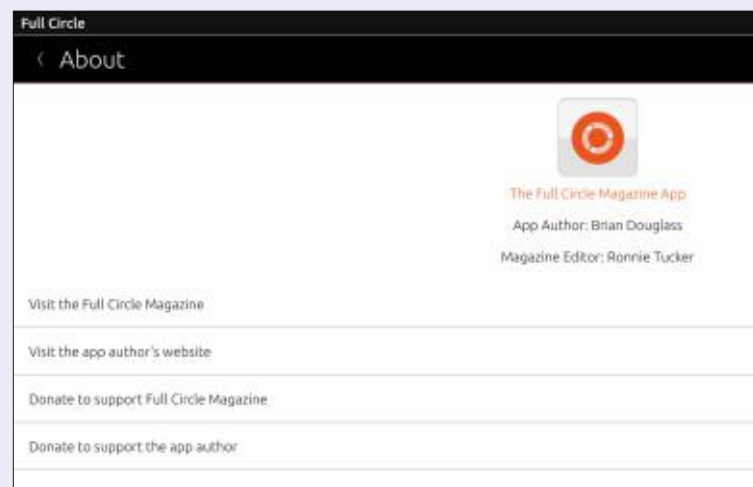 Full Circle
About
The Full Circle Magazine App
App Author: Brian Douglass
Magazine Editor: Ronnie Tucker
Visit the Full Circle Magazine
Visit the app author's website
Donate to support Full Circle Magazine
Donate to support the app author